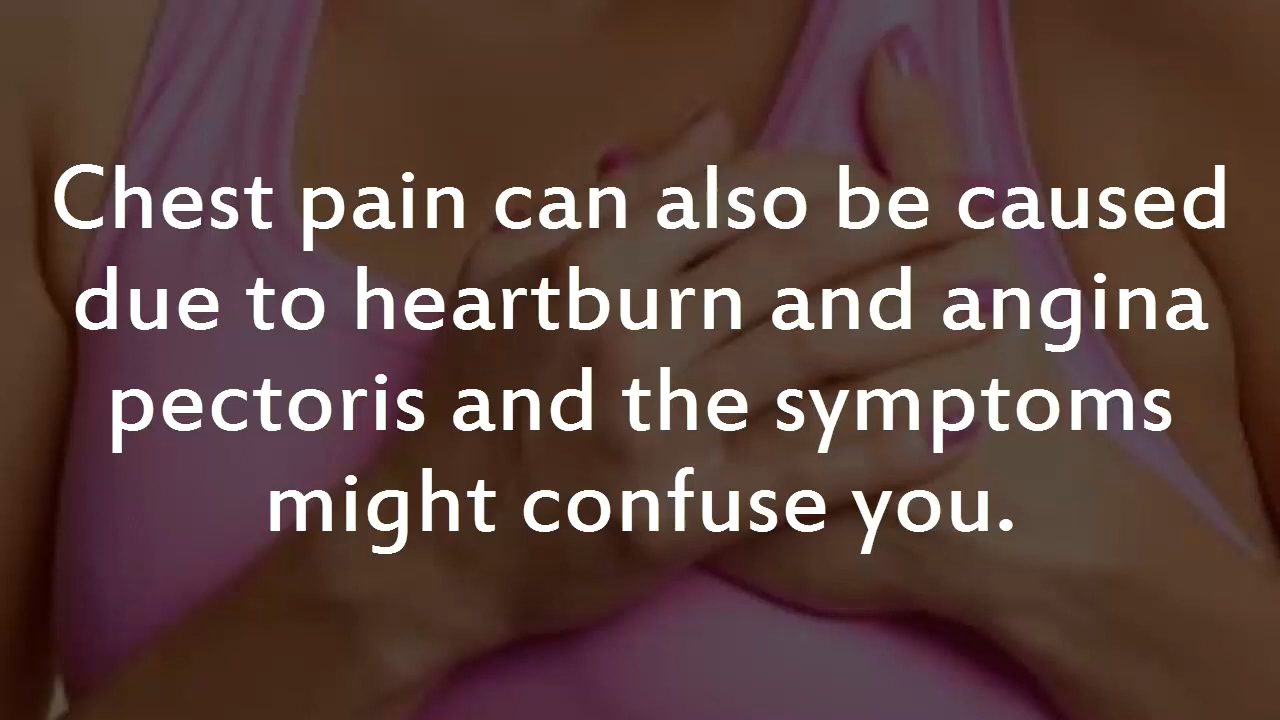 Chest pain can also be caused
due to heartburn and angina
pectoris and the symptoms
might confuse you.